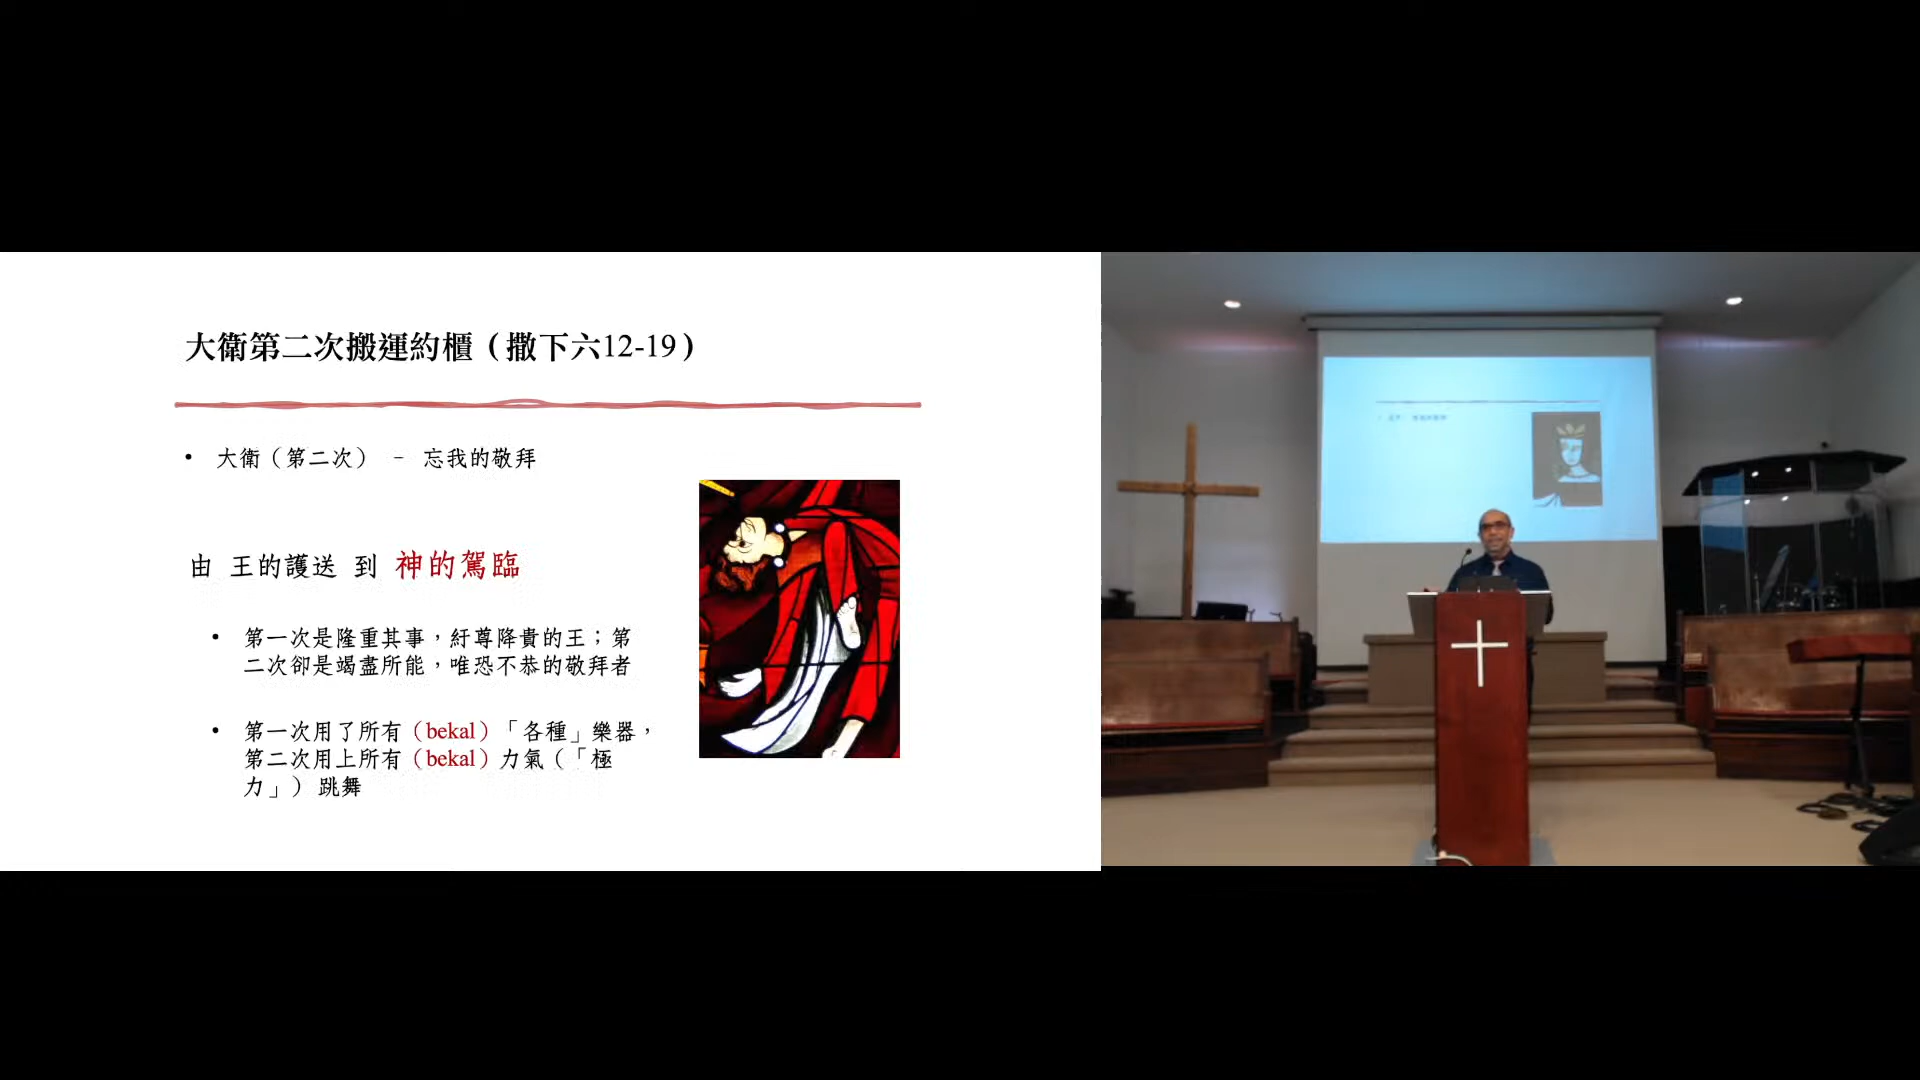 大衛第二次搬運約櫃（撒下六12-19）
• 大衛（第二次） – 忘我的敬拜
由 王的護送 到 神的駕臨
• 第一次是隆重其事，紆尊降貴的王；第
二次卻是竭盡所能，唯恐不恭的敬拜者
• 第一次用了所有（bekal）「各種」樂器，
第二次用上所有（bekal）力氣（「極
力」） 跳舞